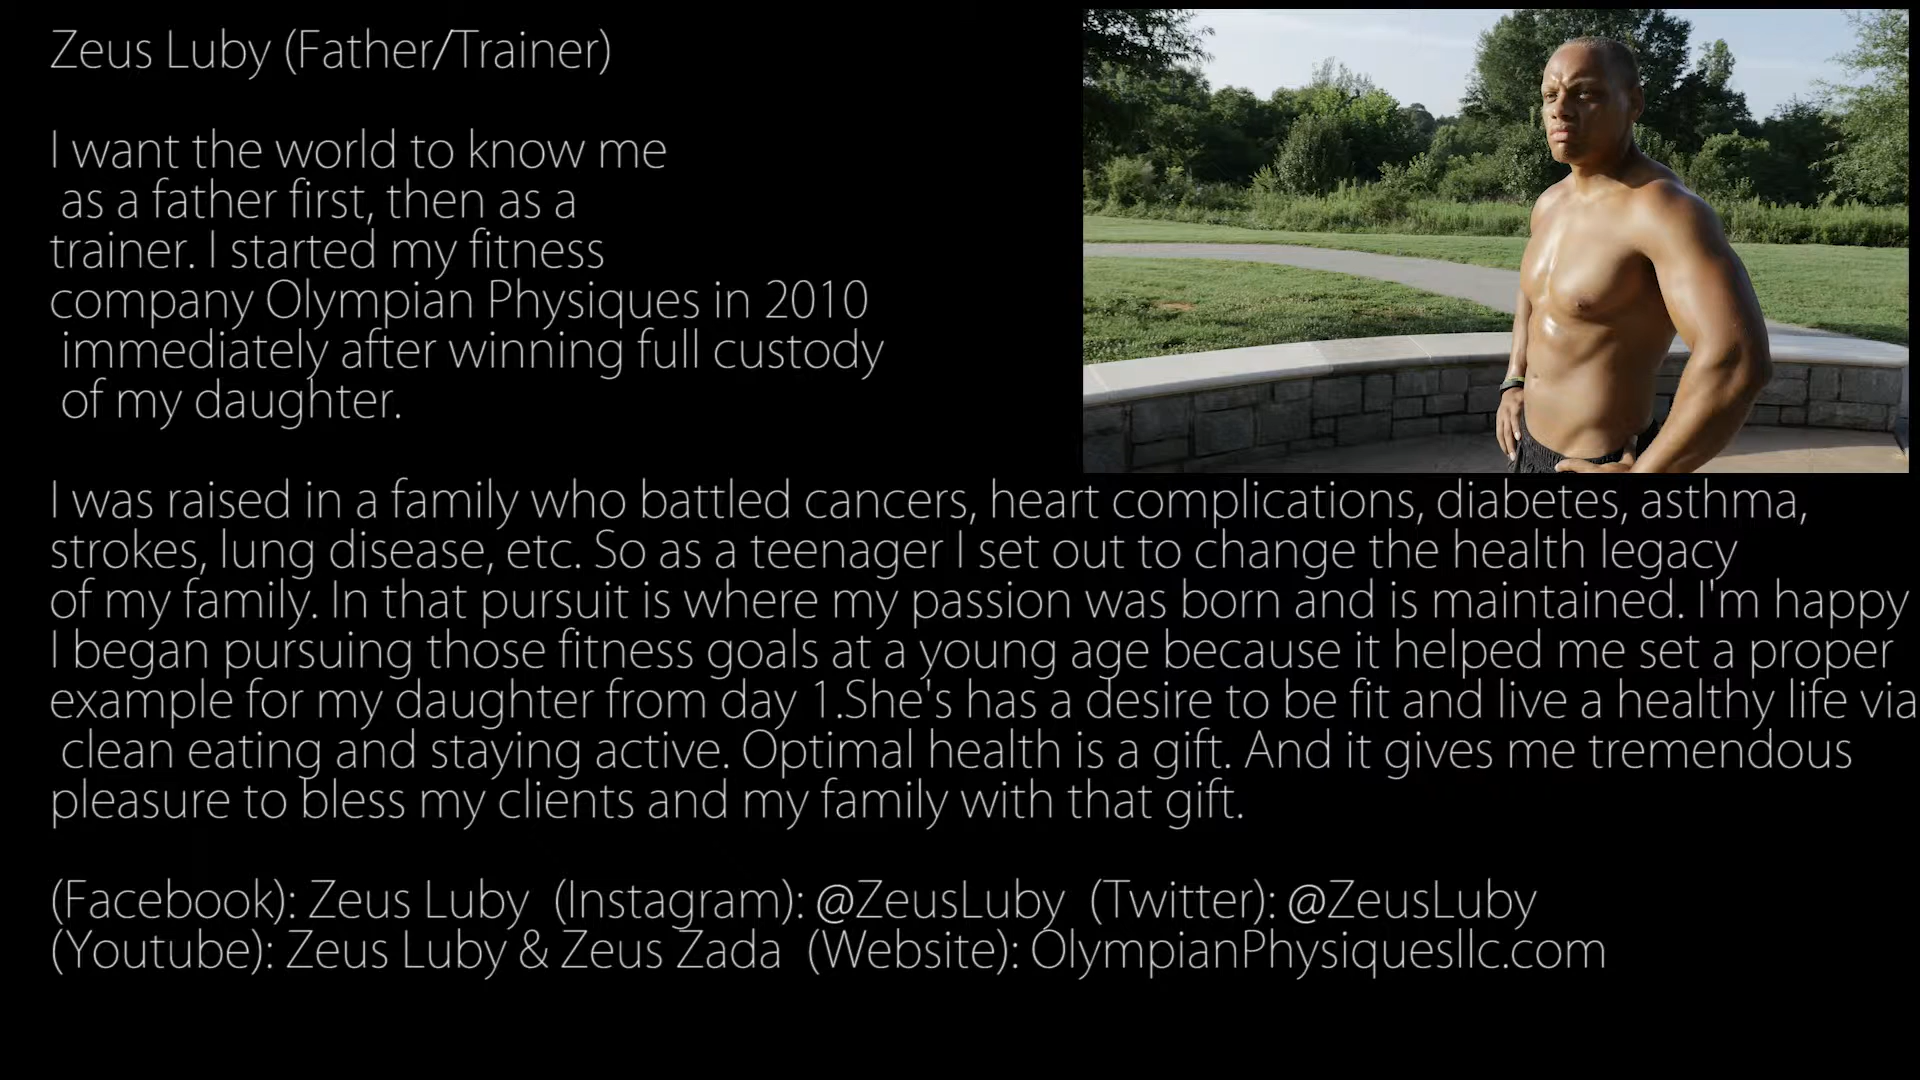 Zeus Luby (Father/Trainer)
I want the world to know me
as a father first, then as a
trainer. I started my fitness
company Olympian Physiques in 2010
immediately after winning full custody
of my daughter.
I was raised in a family who battled cancers, heart complications, diabetes, asthma,
strokes, lung disease, etc. So as a teenager I set out to change the health legacy
of my family. In that pursuit is where my passion was born and is maintained. I'm happy
I began pursuing those fitness goals at a young age because it helped me set a proper
example for my daughter from day 1.She's has a desire to be fit and live a healthy life via
clean eating and staying active. Optimal health is a gift. And it gives me tremendous
pleasure to bless my clients and my family with that gift.
(Facebook): Zeus Luby (Instagram): @ZeusLuby (Twitter): @ZeusLuby
(Youtube): Zeus Luby & Zeus Zada (Website): OlympianPhysiquesllc.com